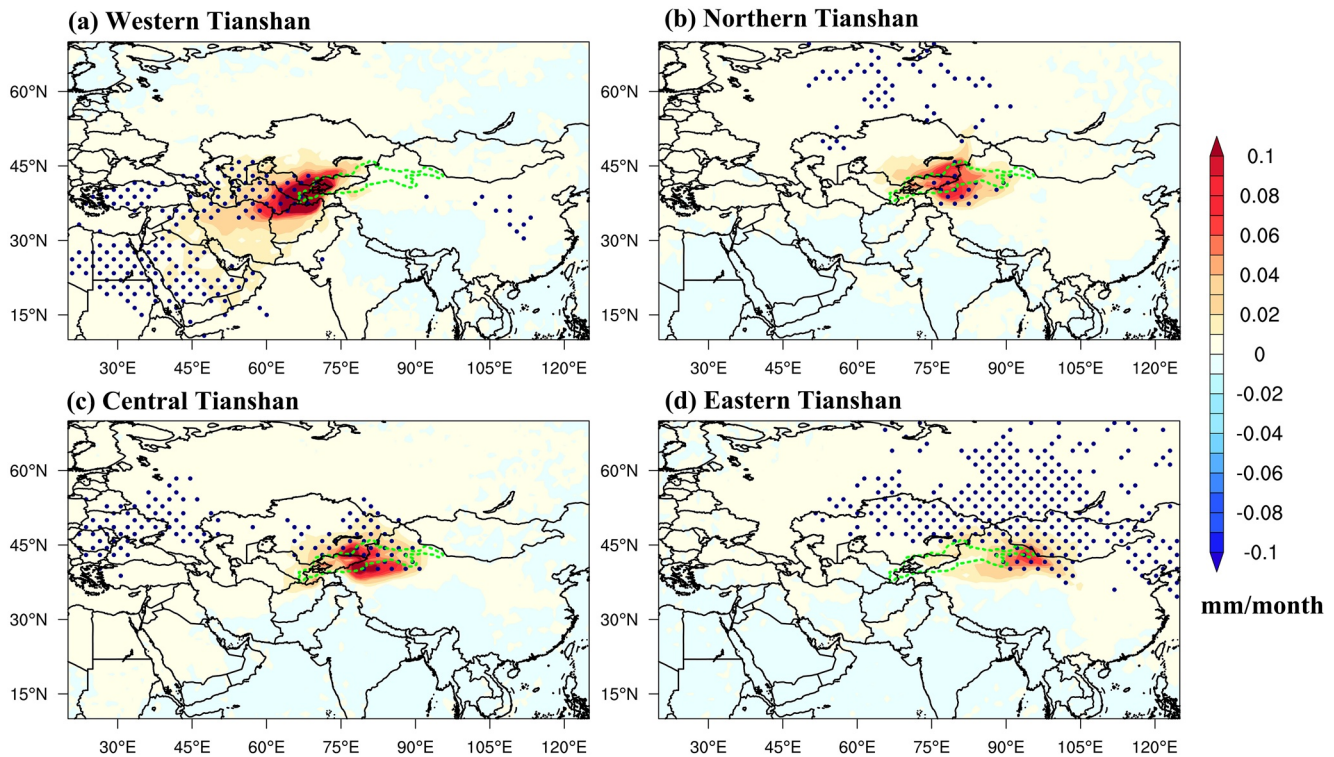 (a) Western Tianshan
(b) Northern Tianshan
60°N
45°N
30°N
15°N
30°E 45°E 60°E 75°E 90°E 105°E 120°E
60°N
45°N
30°N
15°N
30°E 45°E 60°E 75°E 90°E 105°E 120°E
(c) Central Tianshan
(d) Eastern Tianshan
60°N
45°N
30°N
15°N
30°E 45°E 60°E 75°E 90°E 105°E 120°E
60°N
45°N
30°N
15°N
30°E 45°E 60°E 75°E 90°E 105°E 120°E
0.1
0.08
0.06
0.04
0.02
0
-0.02
-0.04
-0.06
-0.08
-0.1
mm/month